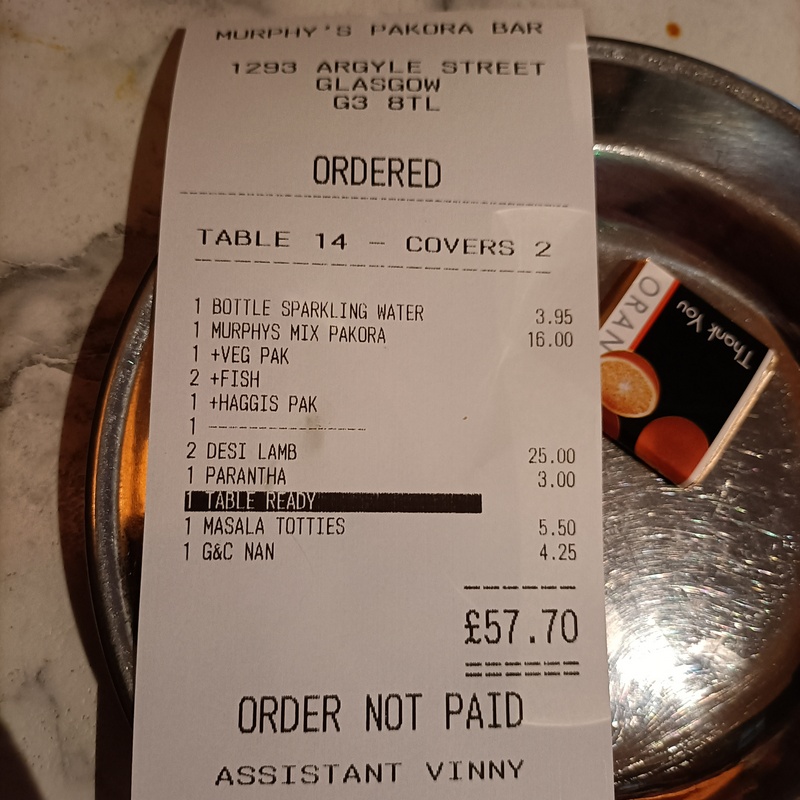 MURPHY'S PAKORA BAR
1293 ARGYLE STREET
GLASGOW
G3 8TL
ORDERED
TABLE 14 - COVERS 2
1 BOTTLE SPARKLING WATER 3.95
1 MURPHYS MIX PAKORA 16.00
1 +VEG PAK
2 +FISH
1 +HAGGIS PAK
1 --------------------
2 DESI LAMB 25.00
1 PARANTHA 3.00
1 TABLE READY
1 MASALA TOTTIES 5.50
1 G&C NAN 4.25
£57.70
ORDER NOT PAID
ASSISTANT VINNY
ORAN
Thank You